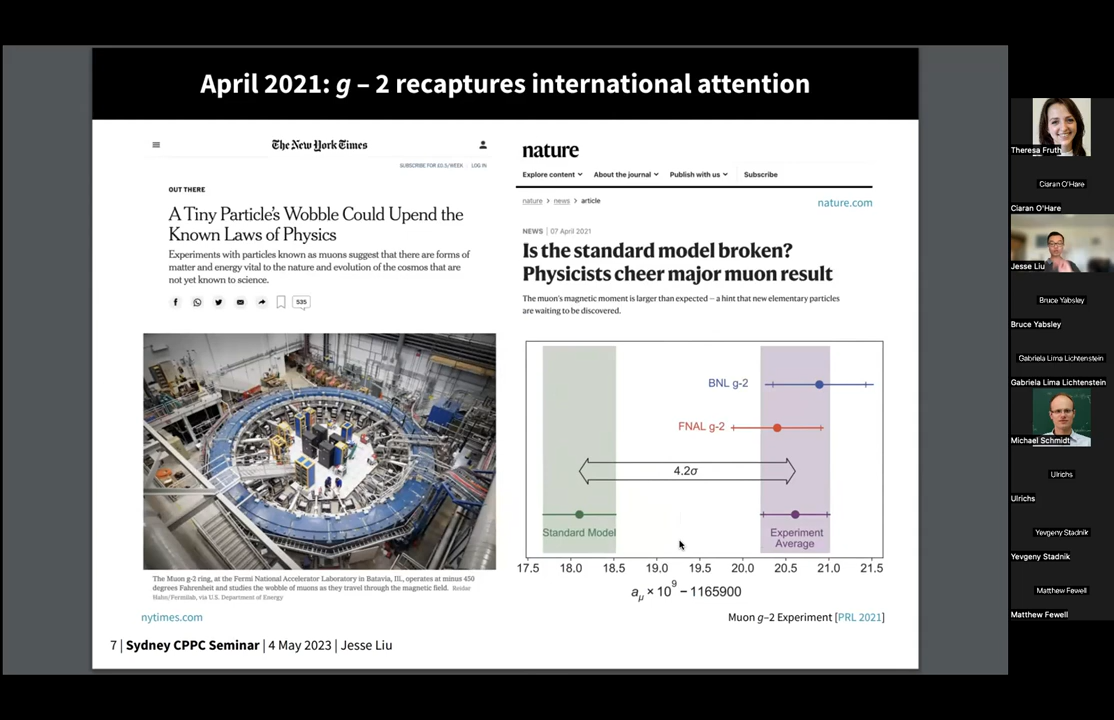 April 2021: g – 2 recaptures international attention
The New York Times
SUBSCRIBE FOR £0.5/WEEK LOG IN
OUT THERE
A Tiny Particle's Wobble Could Upend the
Known Laws of Physics
Experiments with particles known as muons suggest that there are forms of
matter and energy vital to the nature and evolution of the cosmos that are
not yet known to science.
535
The Muon g-2 ring, at the Fermi National Accelerator Laboratory in Batavia, Ill., operates at minus 450
degrees Fahrenheit and studies the wobble of muons as they travel through the magnetic field. Reidar
Hahn/Fermilab, via U.S. Department of Energy
nytimes.com
nature
Explore content About the journal Publish with us Subscribe
nature > news > article
nature.com
NEWS | 07 April 2021
Is the standard model broken?
Physicists cheer major muon result
The muon's magnetic moment is larger than expected — a hint that new elementary particles
are waiting to be discovered.
BNL g-2
FNAL g-2
4.2σ
Standard Model
Experiment
Average
17.5 18.0 18.5 19.0 19.5 20.0 20.5 21.0 21.5
aμ × 10⁹ − 1165900
Muon g–2 Experiment [PRL 2021]
7 | Sydney CPPC Seminar | 4 May 2023 | Jesse Liu
Theresa Fruth
Ciaran O'Hare
Ciaran O'Hare
Jesse Liu
Bruce Yabsley
Bruce Yabsley
Gabriela Lima Lichtenstein
Gabriela Lima Lichtenstein
Michael Schmidt
Ulrichs
Ulrichs
Yevgeny Stadnik
Yevgeny Stadnik
Matthew Fewell
Matthew Fewell